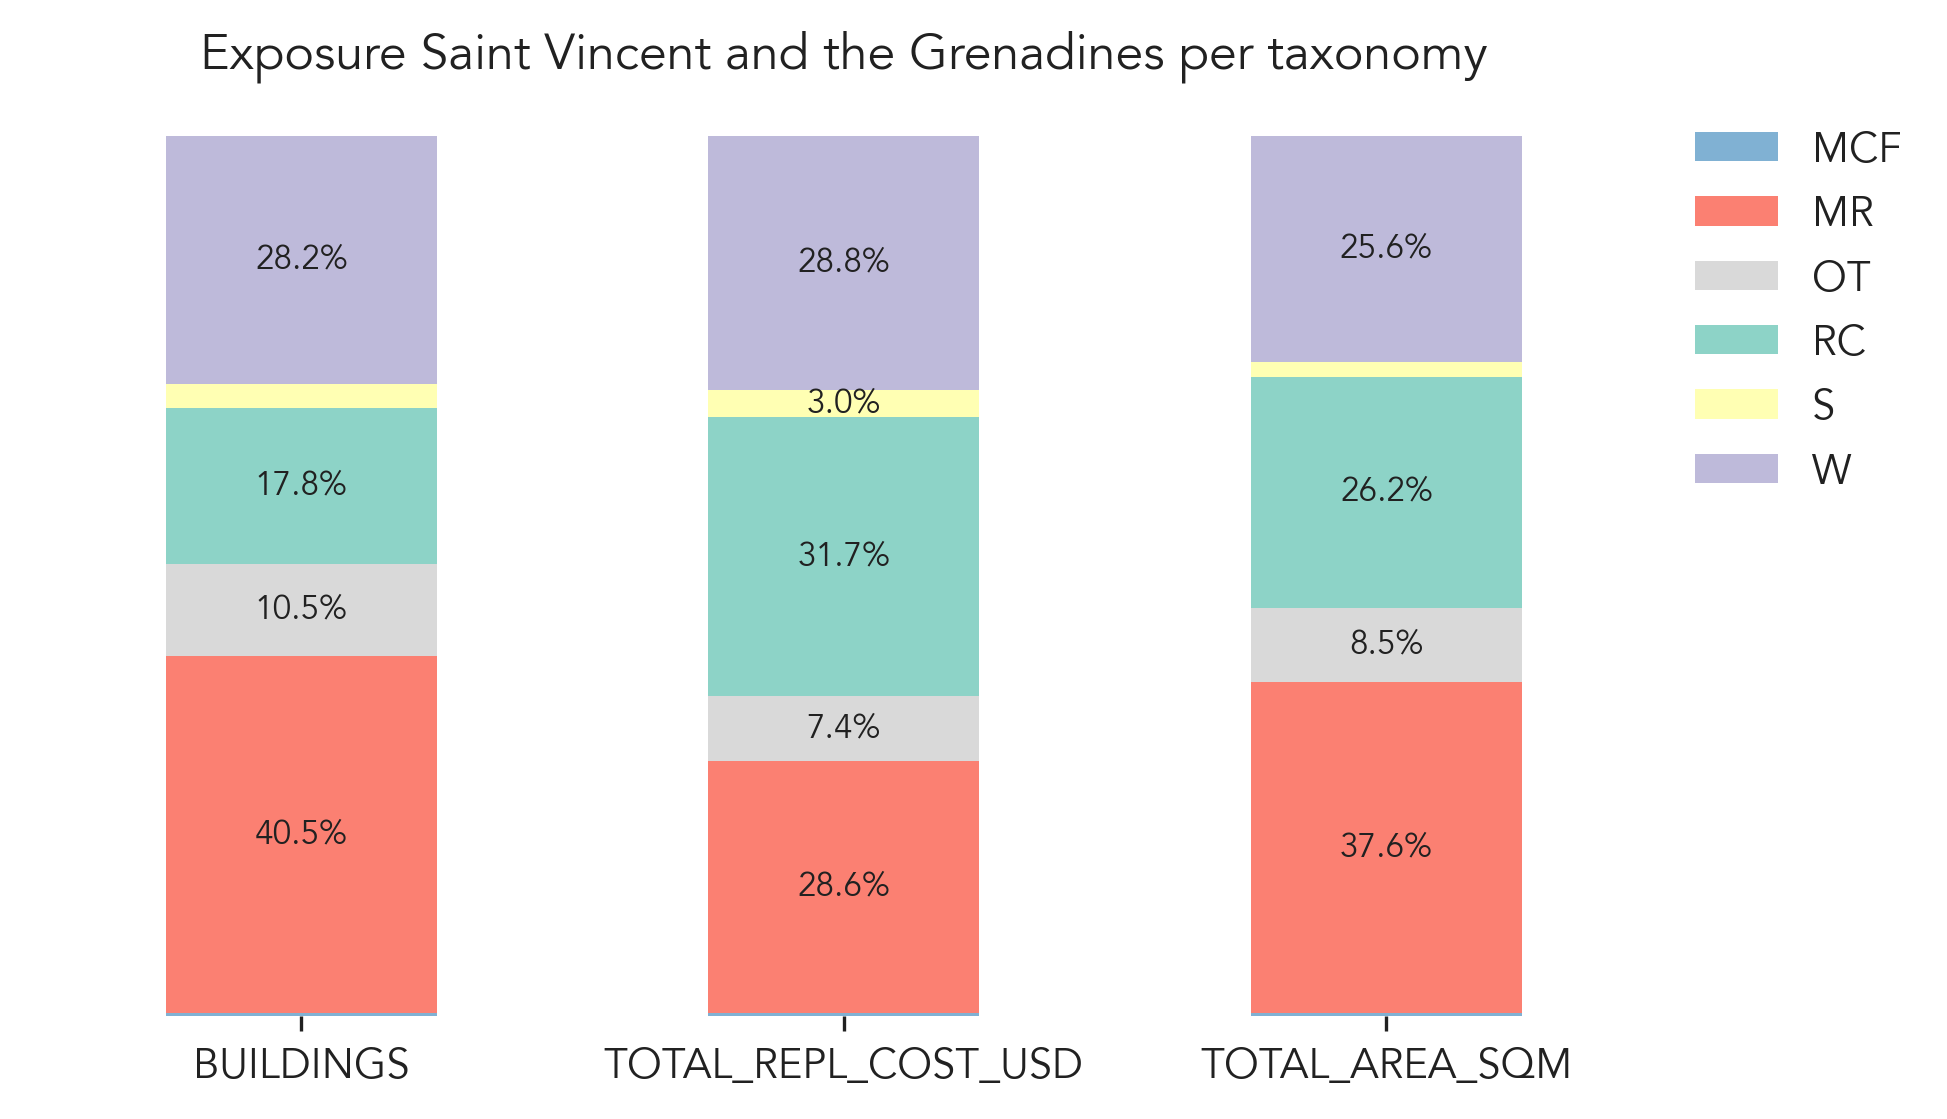 Exposure Saint Vincent and the Grenadines per taxonomy
28.2%
17.8%
10.5%
40.5%
28.8%
3.0%
31.7%
7.4%
28.6%
25.6%
26.2%
8.5%
37.6%
BUILDINGS
TOTAL_REPL_COST_USD
TOTAL_AREA_SQM
MCF
MR
OT
RC
S
W